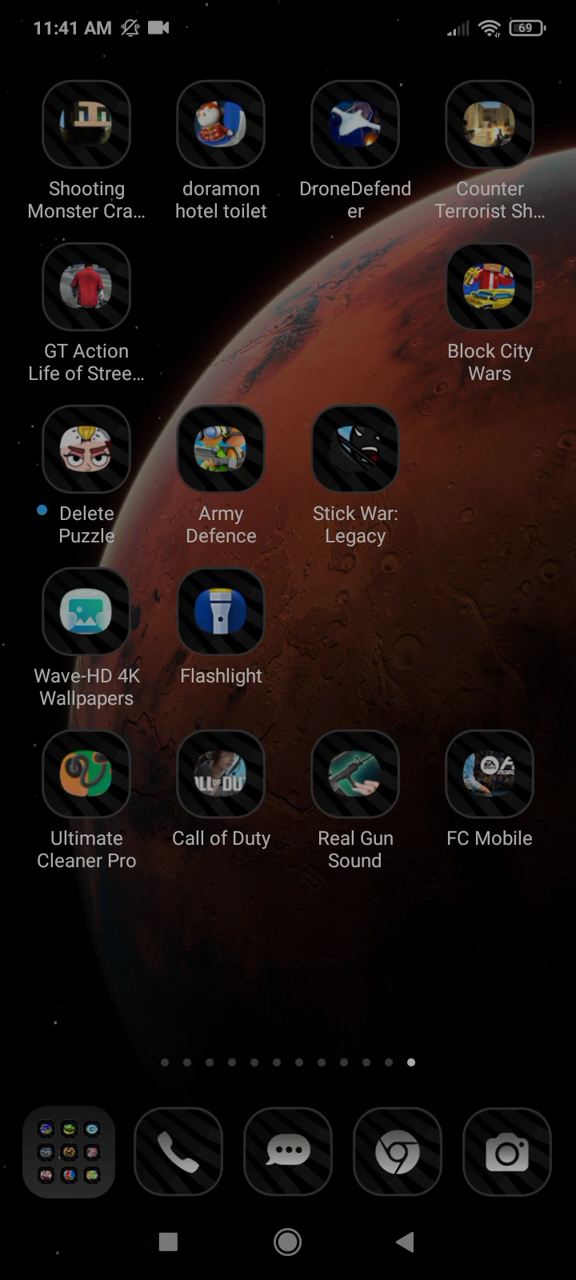 11:41 AM
69
Shooting
Monster Cra...
doramon
hotel toilet
DroneDefend
er
Counter
Terrorist Sh...
GT Action
Life of Stree...
Block City
Wars
Delete
Puzzle
Army
Defence
Stick War:
Legacy
Wave-HD 4K
Wallpapers
Flashlight
Ultimate
Cleaner Pro
Call of Duty
Real Gun
Sound
FC Mobile